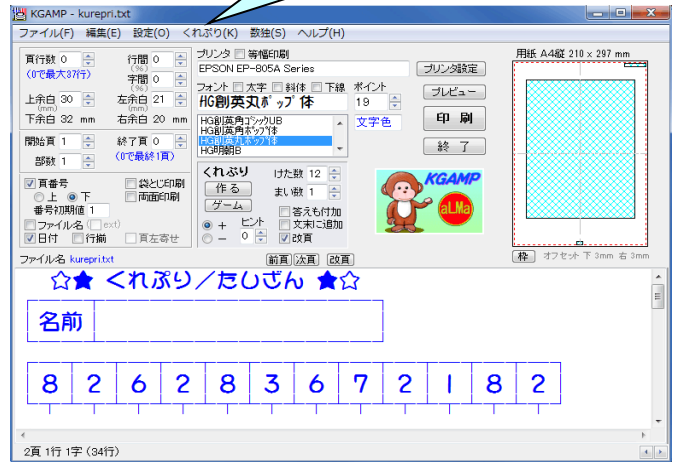 KGAMP - kurepri.txt
ファイル(F) 編集(E) 設定(O) くれぷり(K) 数独(S) ヘルプ(H)
頁行数 0 行間 0
(%)
(0で最大37行) 字間 0
(%)
上余白 30 左余白 21
(mm) (mm)
下余白 32 mm 右余白 20 mm
開始頁 1 終了頁 0
部数 1 (0で最終頁)
頁番号 袋とじ印刷
上 下 両面印刷
番号初期値 1
ファイル名 ( ext)
日付 行揃 頁左寄せ
プリンタ 等幅印刷
EPSON EP-805A Series
フォント 太字 斜体 下線 ポイント
HG創英丸ポップ体 19
HG創英角ゴシックUB
HG創英角ポップ体
HG創英丸ポップ体
HG明朝B
文字色
くれぷり けた数 12
作る まい数 1
ゲーム 答えも付加
+ ヒント 文末に追加
- 0 改頁
プリンタ設定
プレビュー
印 刷
終 了
KGAMP
aLMa
用紙 A4縦 210 x 297 mm
枠 オフセット 下 3mm 右 3mm
ファイル名 kurepri.txt 前頁 次頁 改頁
☆★ くれぷり/たしざん ★☆
名前
8 2 6 2 8 3 6 7 2 1 8 2
2頁 1行 1字 (34行)